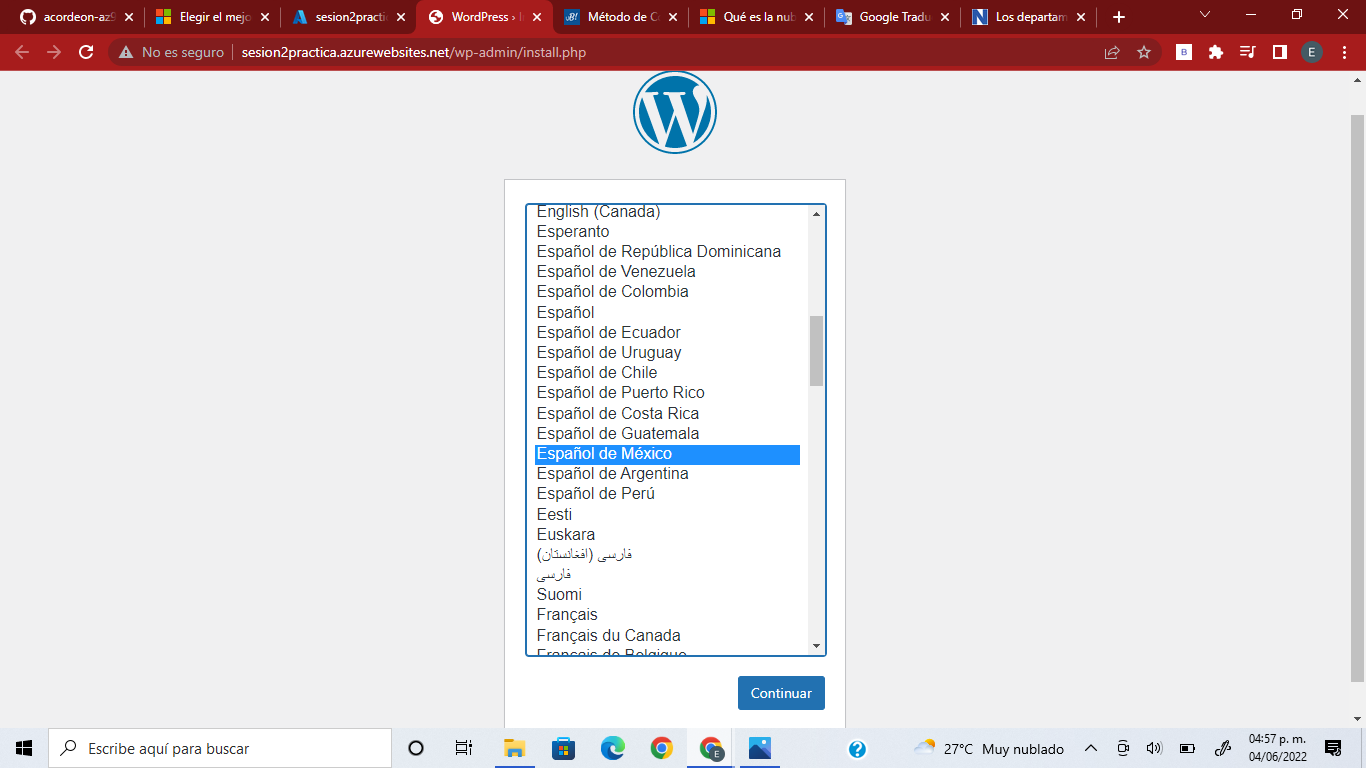 acordeon-az9
Elegir el mejo
sesion2practic
WordPress › I
Método de C
Qué es la nub
Google Tradu
Los departam
No es seguro
sesion2practica.azurewebsites.net/wp-admin/install.php
B
E
English (Canada)
Esperanto
Español de República Dominicana
Español de Venezuela
Español de Colombia
Español
Español de Ecuador
Español de Uruguay
Español de Chile
Español de Puerto Rico
Español de Costa Rica
Español de Guatemala
Español de México
Español de Argentina
Español de Perú
Eesti
Euskara
فارسی (افغانستان)
فارسی
Suomi
Français
Français du Canada
Français de Belgique
Continuar
Escribe aquí para buscar
27°C Muy nublado
04:57 p. m.
04/06/2022